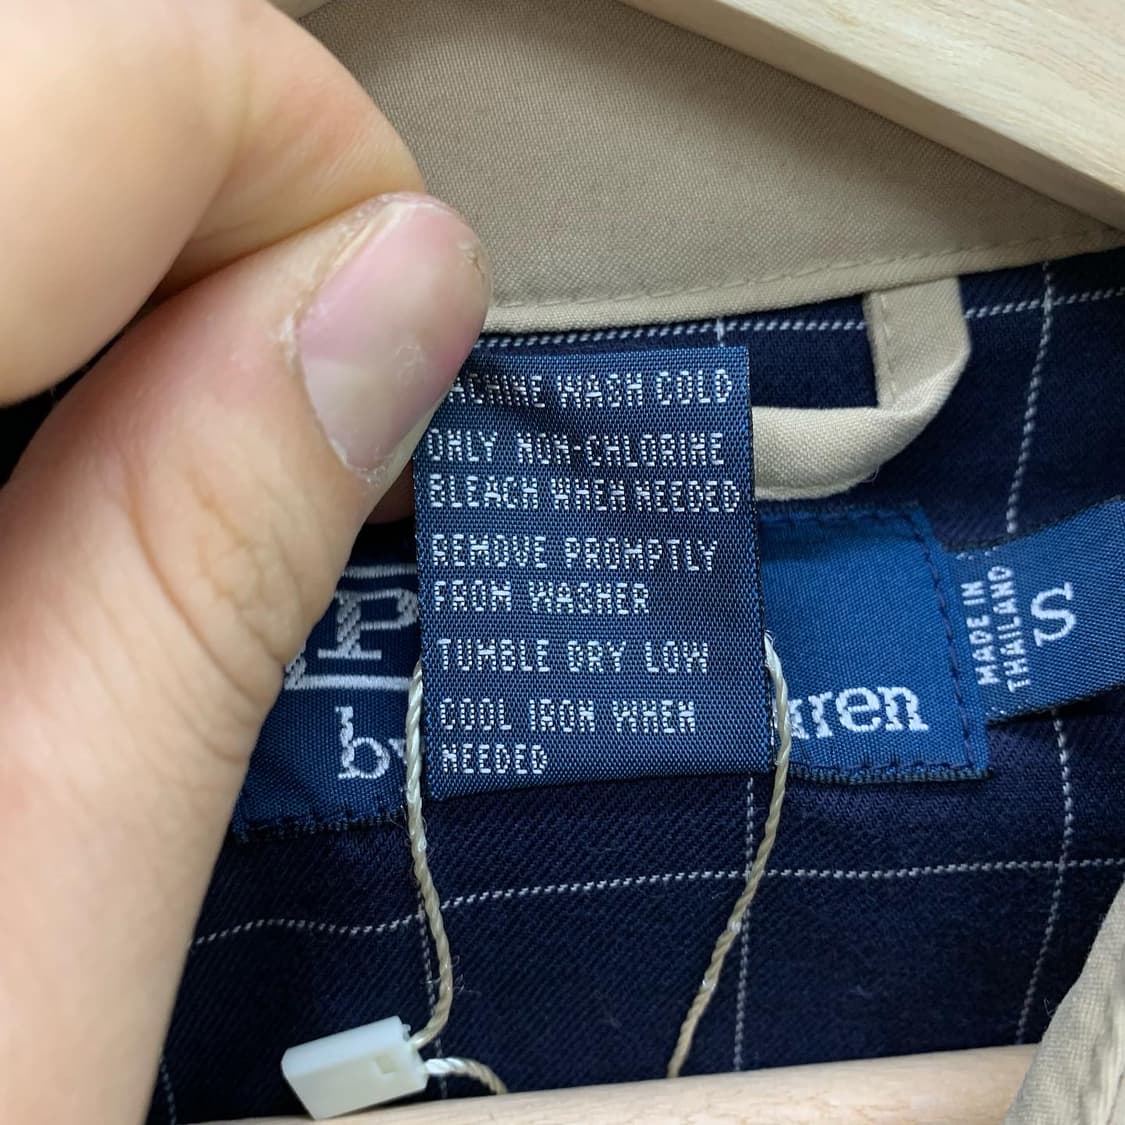 MACHINE WASH COLD
ONLY NON-CHLORINE
BLEACH WHEN NEEDED
REMOVE PROMPTLY
FROM WASHER
TUMBLE DRY LOW
COOL IRON WHEN
NEEDED
P
by
uren
MADE IN
THAILAND
S